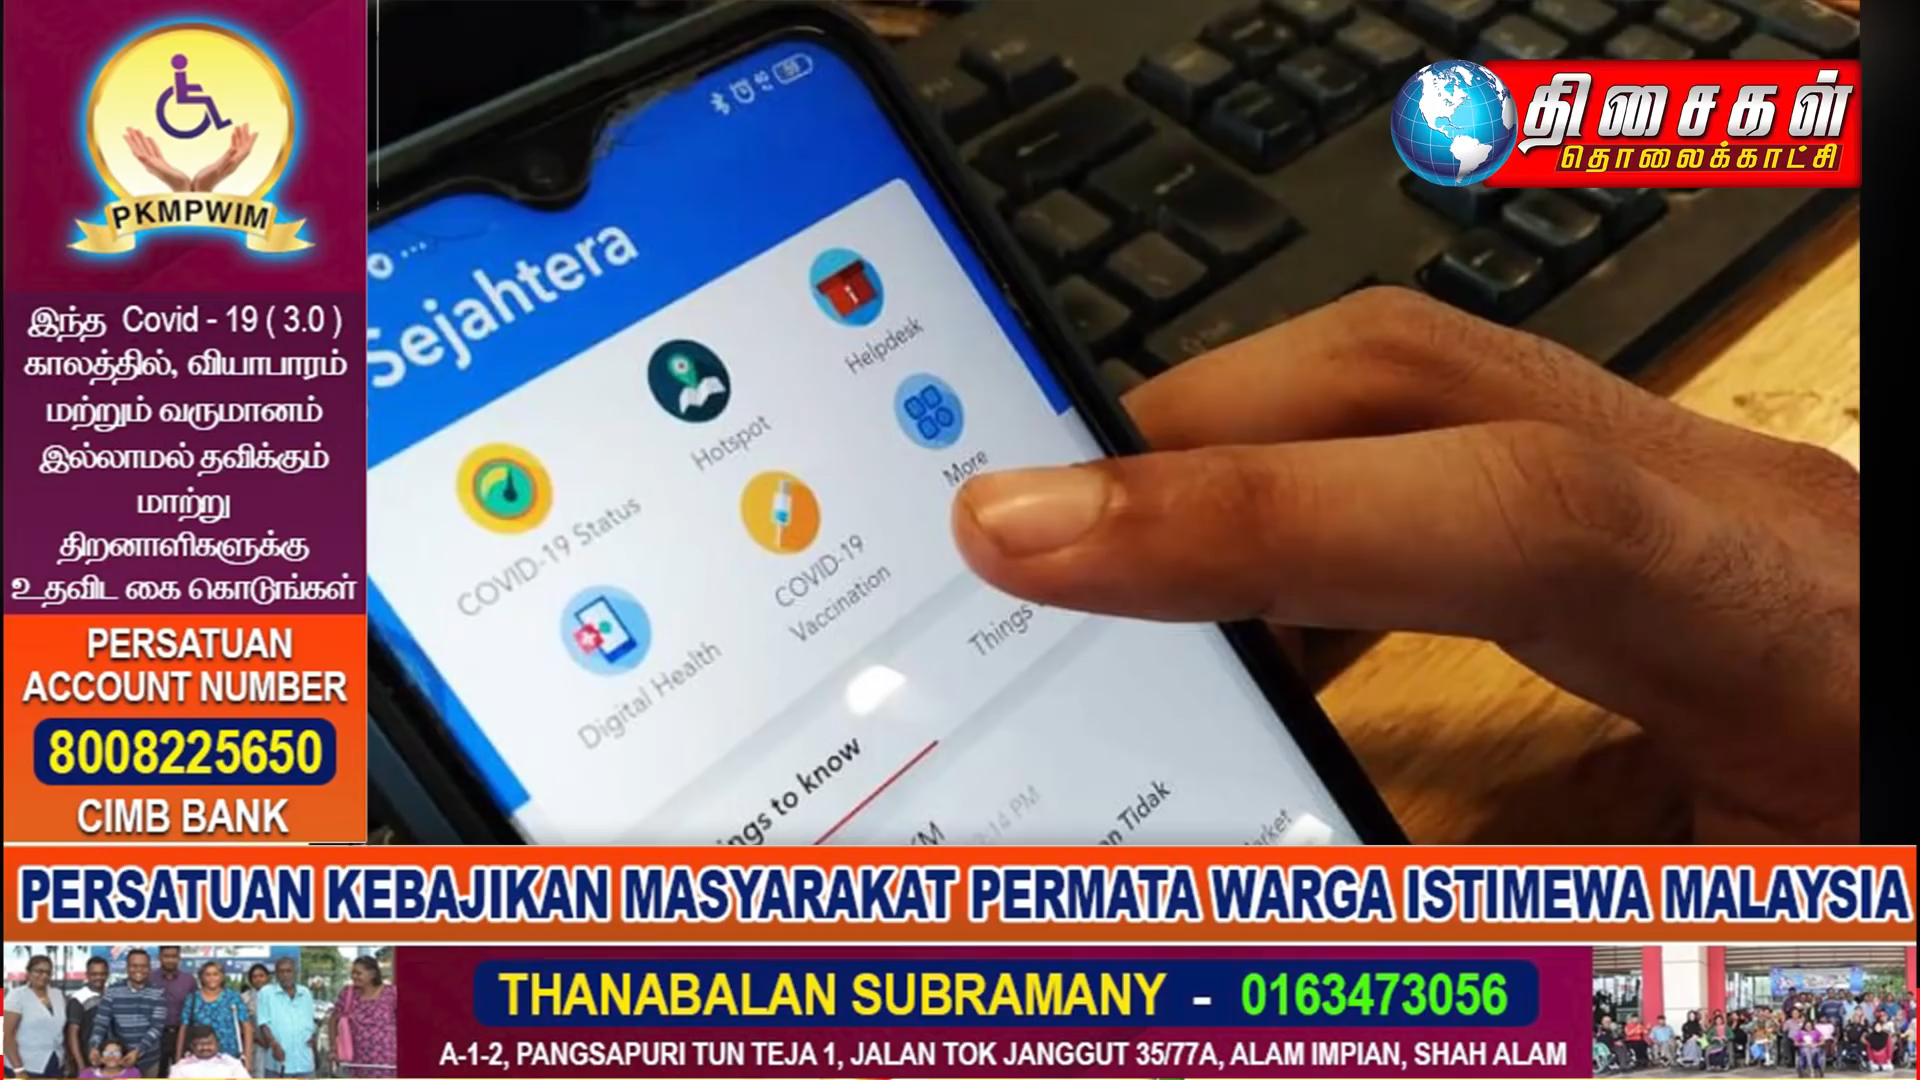 PKMPWIM
இந்த Covid - 19 ( 3.0 )
காலத்தில், வியாபாரம்
மற்றும் வருமானம்
இல்லாமல் தவிக்கும்
மாற்று
திறனாளிகளுக்கு
உதவிட கை கொடுங்கள்
PERSATUAN
ACCOUNT NUMBER
8008225650
CIMB BANK
திசைகள்
தொலைக்காட்சி
Sejahtera
Helpdesk
Hotspot
More
COVID-19 Status
COVID-19
Vaccination
Digital Health
Things
ings to know
an Tidak
PERSATUAN KEBAJIKAN MASYARAKAT PERMATA WARGA ISTIMEWA MALAYSIA
THANABALAN SUBRAMANY - 0163473056
A-1-2, PANGSAPURI TUN TEJA 1, JALAN TOK JANGGUT 35/77A, ALAM IMPIAN, SHAH ALAM